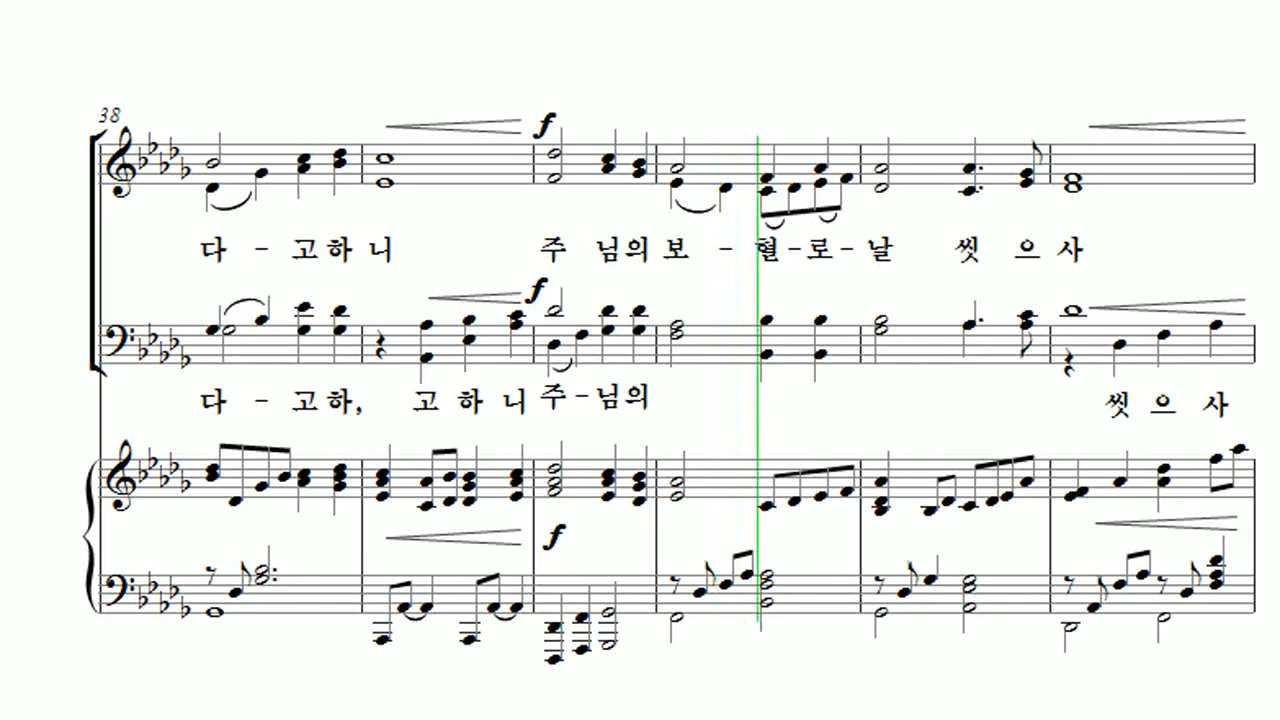 38
f
다 - 고 하 니 주 님 의 보 - 혈 - 로 - 날 씻 으 사
f
다 - 고 하, 고 하 니 주 - 님 의 씻 으 사
f